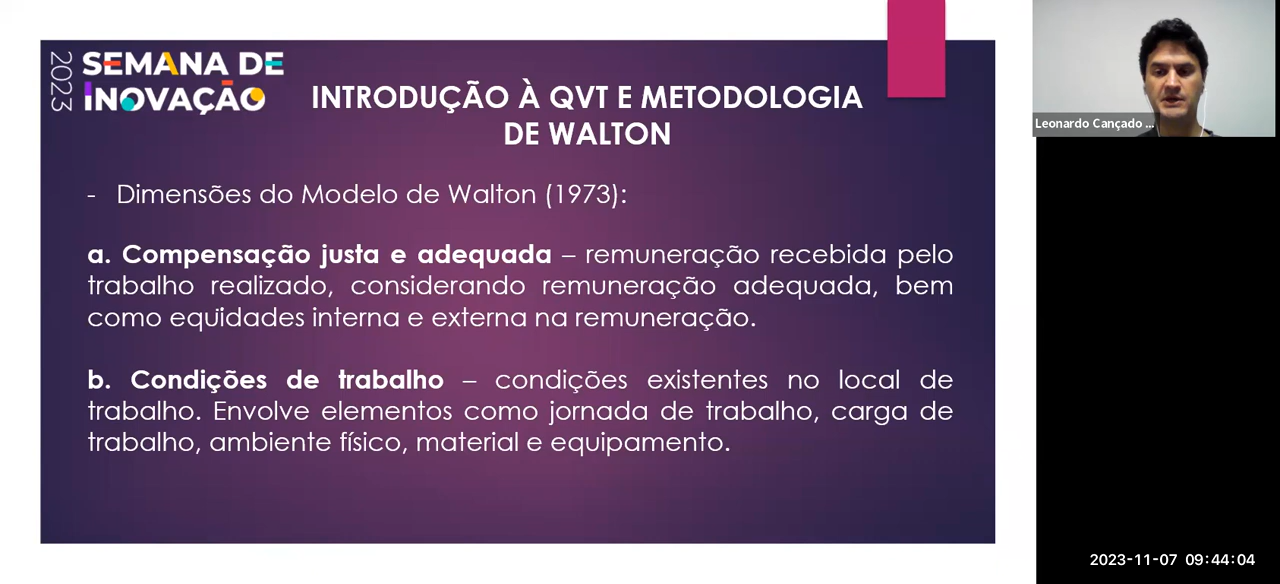 2023
SEMANA DE
INOVAÇÃO
INTRODUÇÃO À QVT E METODOLOGIA
DE WALTON
- Dimensões do Modelo de Walton (1973):
a. Compensação justa e adequada – remuneração recebida pelo
trabalho realizado, considerando remuneração adequada, bem
como equidades interna e externa na remuneração.
b. Condições de trabalho – condições existentes no local de
trabalho. Envolve elementos como jornada de trabalho, carga de
trabalho, ambiente físico, material e equipamento.
Leonardo Cançado ...
2023-11-07 09:44:04